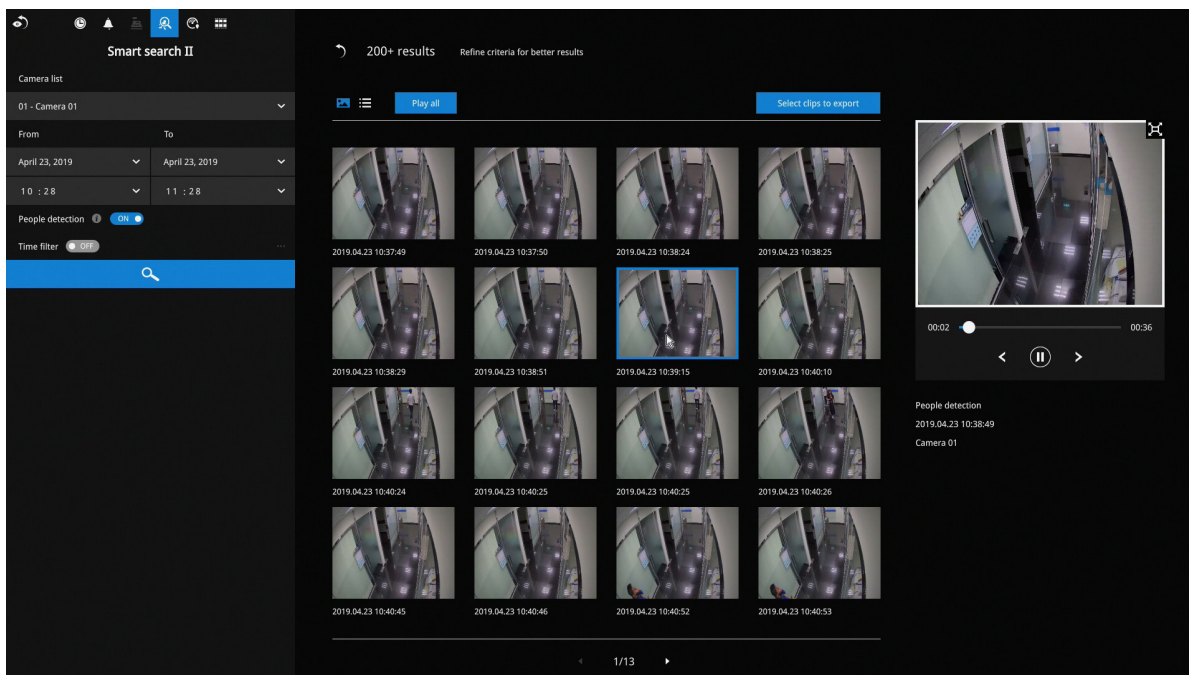 Smart search II
Camera list
01 - Camera 01
From To
April 23, 2019 April 23, 2019
10 : 28 11 : 28
People detection i ON
Time filter OFF ...
200+ results Refine criteria for better results
Play all Select clips to export
2019.04.23 10:37:49 2019.04.23 10:37:50 2019.04.23 10:38:24 2019.04.23 10:38:25
2019.04.23 10:38:29 2019.04.23 10:38:51 2019.04.23 10:39:15 2019.04.23 10:40:10
2019.04.23 10:40:24 2019.04.23 10:40:25 2019.04.23 10:40:25 2019.04.23 10:40:26
2019.04.23 10:40:45 2019.04.23 10:40:46 2019.04.23 10:40:52 2019.04.23 10:40:53
1/13
00:02 00:36
People detection
2019.04.23 10:38:49
Camera 01